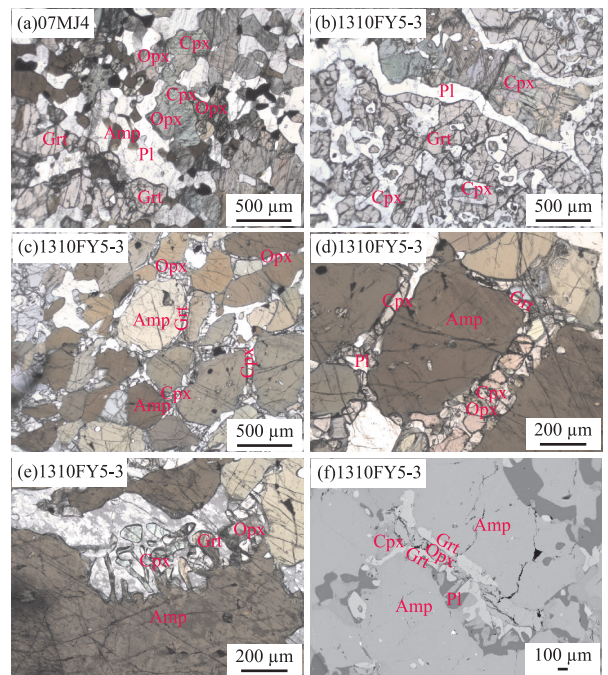 (a)07MJ4
Cpx
Opx
Cpx
Opx
Opx
Grt
Amp
Pl
Grt
500 µm
(b)1310FY5-3
Cpx
Pl
Grt
Cpx
Cpx
500 µm
(c)1310FY5-3
Opx
Opx
Amp
Grt
Cpx
Cpx
Amp
500 µm
(d)1310FY5-3
Cpx
Grt
Amp
Pl
Cpx
Opx
200 µm
(e)1310FY5-3
Opx
Grt
Cpx
Amp
200 µm
(f)1310FY5-3
Amp
Cpx
Grt
Opx
Grt
Amp
Pl
100 µm